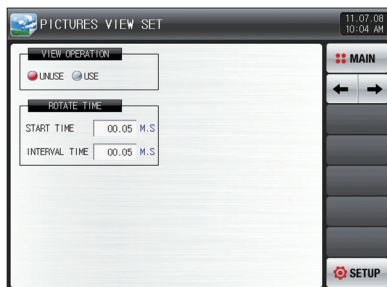 PICTURES VIEW SET
11.07.08
10:04 AM
VIEW OPERATION
UNUSE USE
ROTATE TIME
START TIME 00.05 M.S
INTERVAL TIME 00.05 M.S
MAIN
SETUP